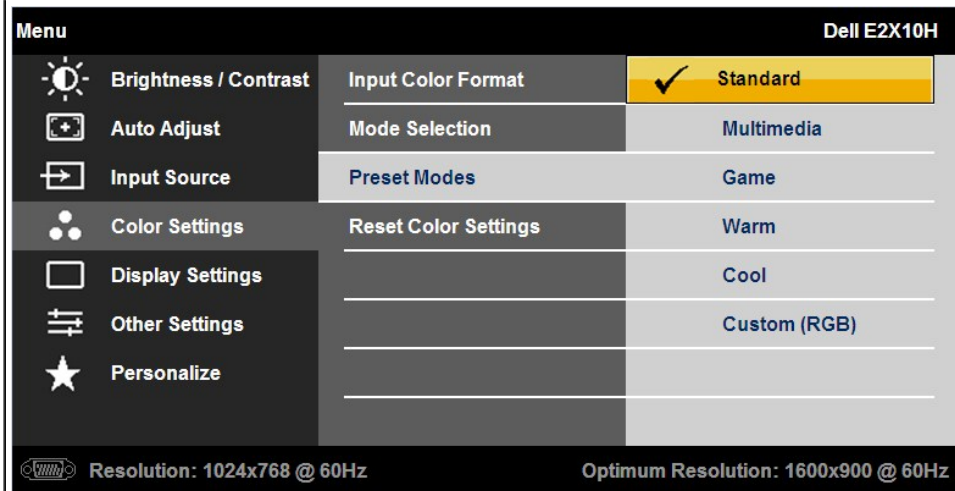 Menu Dell E2X10H
Brightness / Contrast Input Color Format Standard
Auto Adjust Mode Selection Multimedia
Input Source Preset Modes Game
Color Settings Reset Color Settings Warm
Display Settings Cool
Other Settings Custom (RGB)
Personalize
Resolution: 1024x768 @ 60Hz Optimum Resolution: 1600x900 @ 60Hz